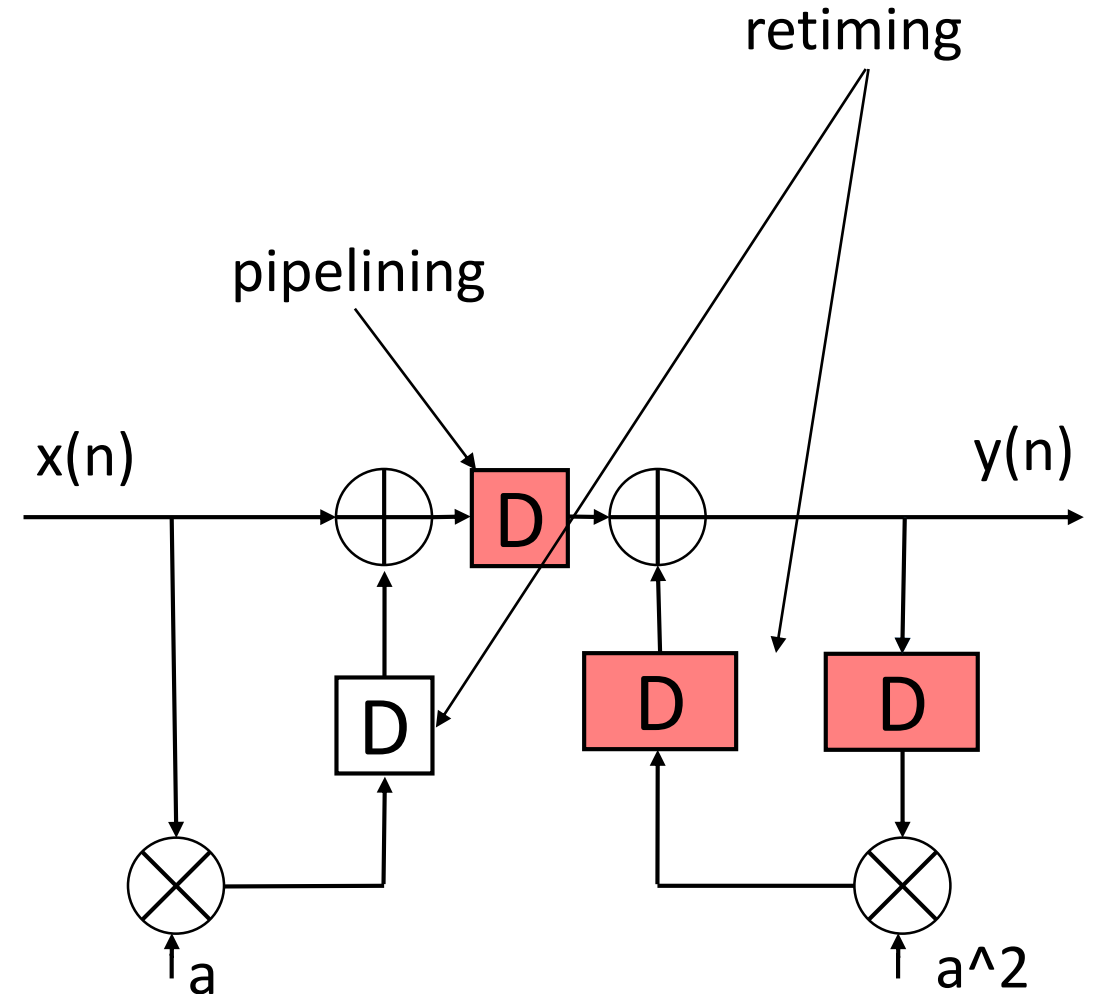 retiming
pipelining
x(n)
y(n)
D
D
D
D
a
a^2